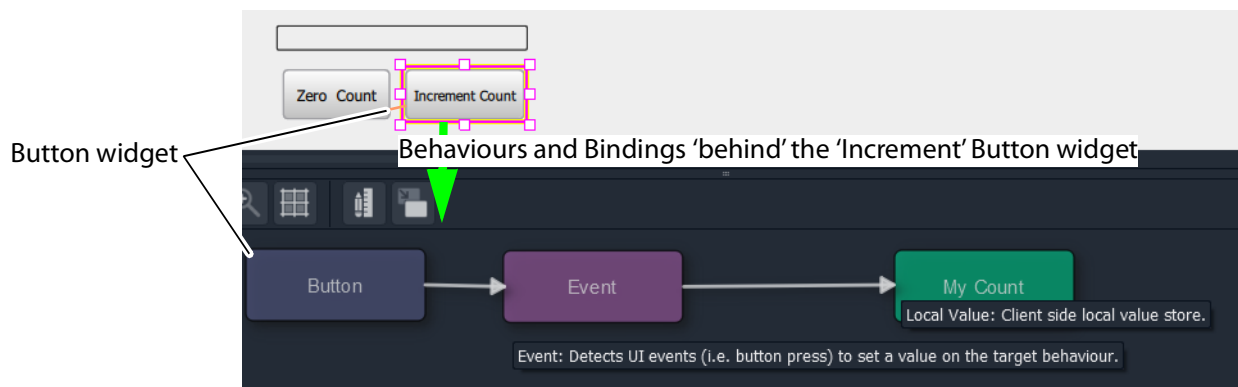 Zero Count
Increment Count
Button widget
Behaviours and Bindings ‘behind’ the ‘Increment’ Button widget
Button
Event
My Count
Local Value: Client side local value store.
Event: Detects UI events (i.e. button press) to set a value on the target behaviour.